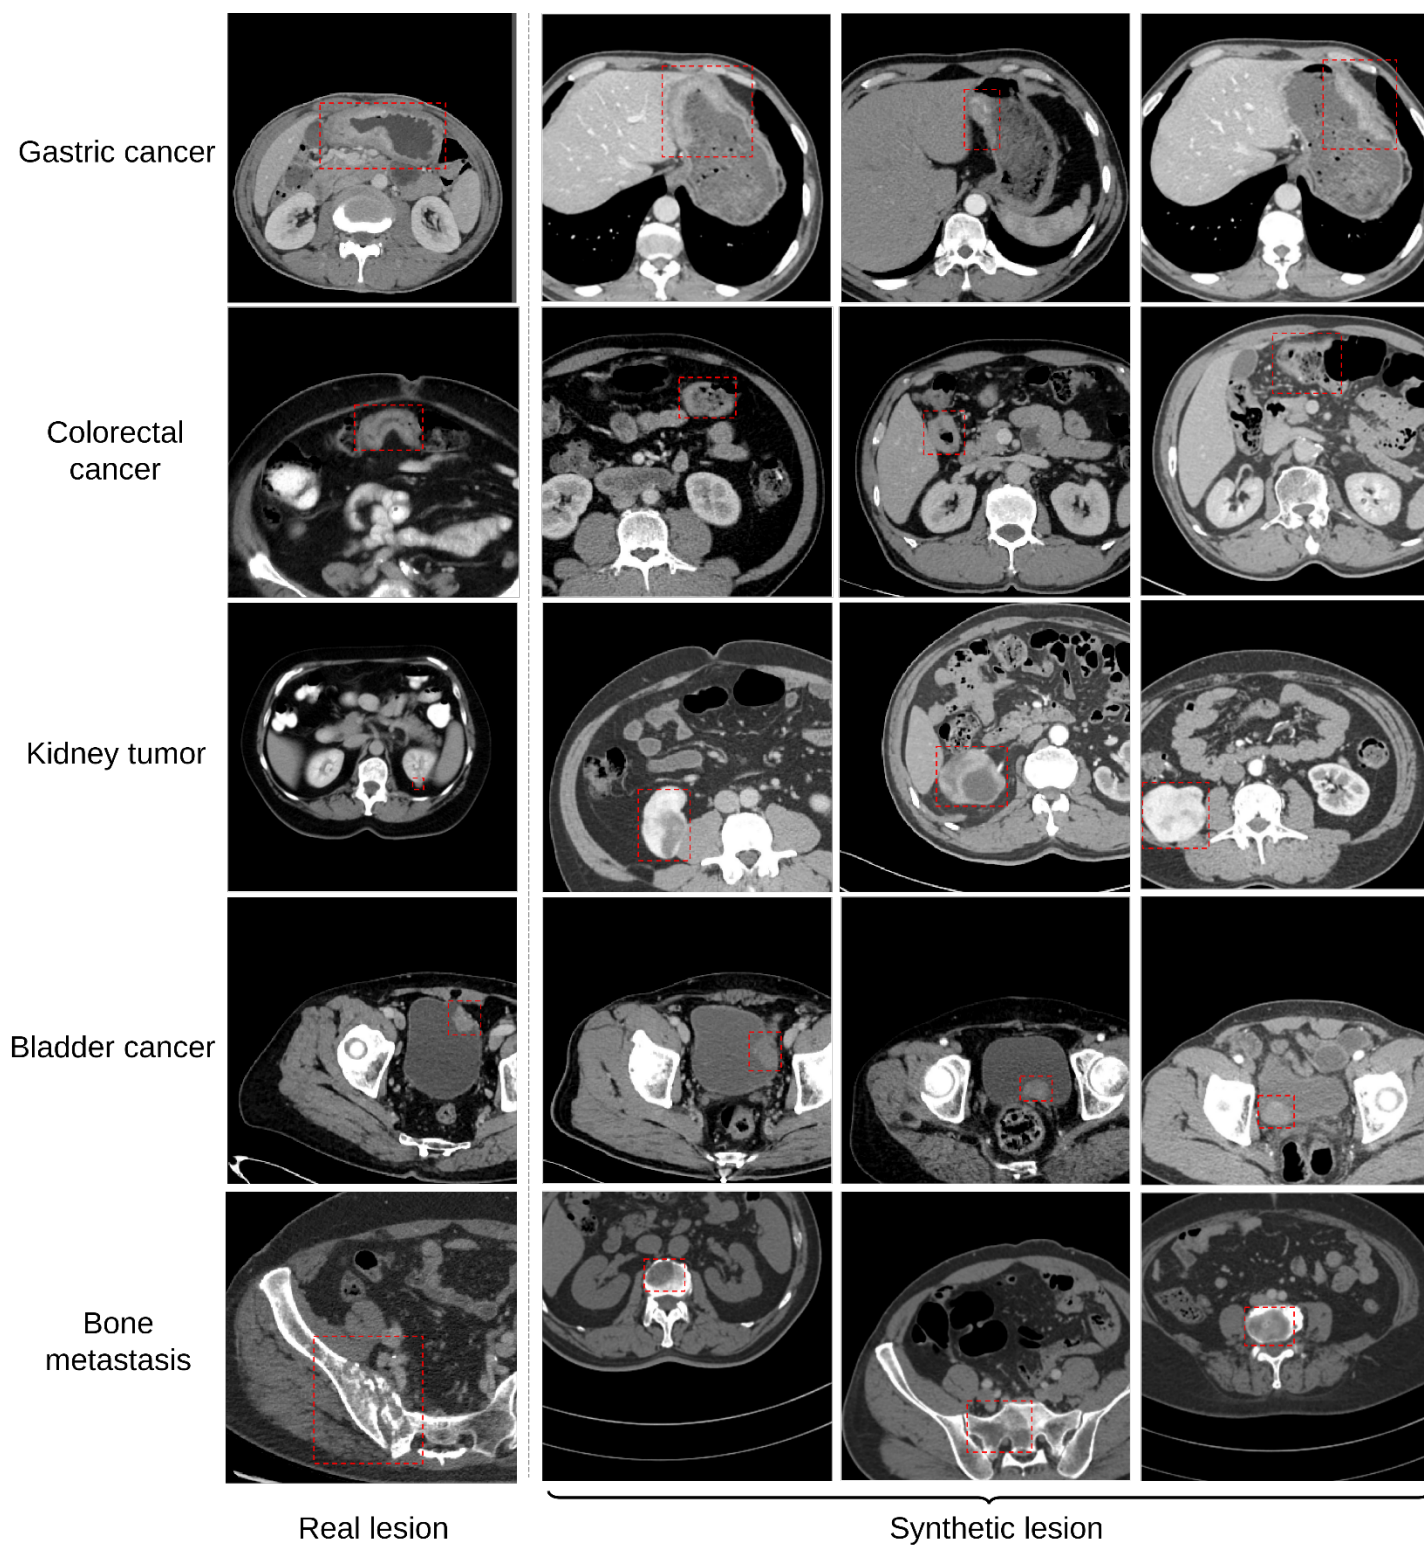 Gastric cancer
Colorectal
cancer
Kidney tumor
Bladder cancer
Bone
metastasis
Real lesion
Synthetic lesion